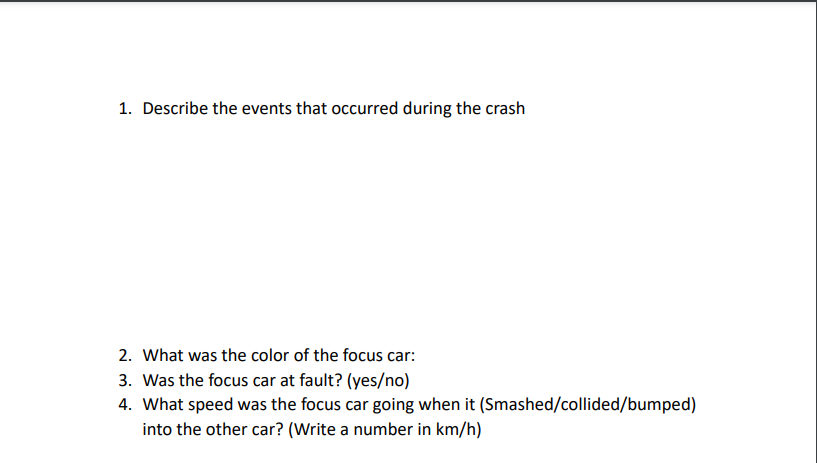 1. Describe the events that occurred during the crash
2. What was the color of the focus car:
3. Was the focus car at fault? (yes/no)
4. What speed was the focus car going when it (Smashed/collided/bumped)
into the other car? (Write a number in km/h)